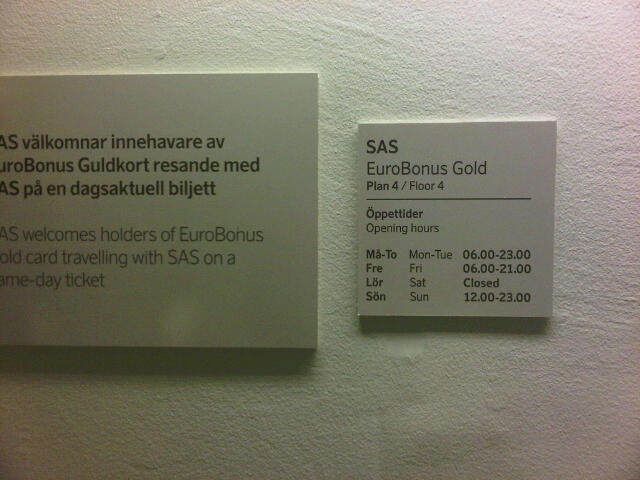 AS välkomnar innehavare av
uroBonus Guldkort resande med
AS på en dagsaktuell biljett
AS welcomes holders of EuroBonus
old card travelling with SAS on a
ame-day ticket
SAS
EuroBonus Gold
Plan 4 / Floor 4
Öppettider
Opening hours
Må-To Mon-Tue 06.00-23.00
Fre Fri 06.00-21.00
Lör Sat Closed
Sön Sun 12.00-23.00